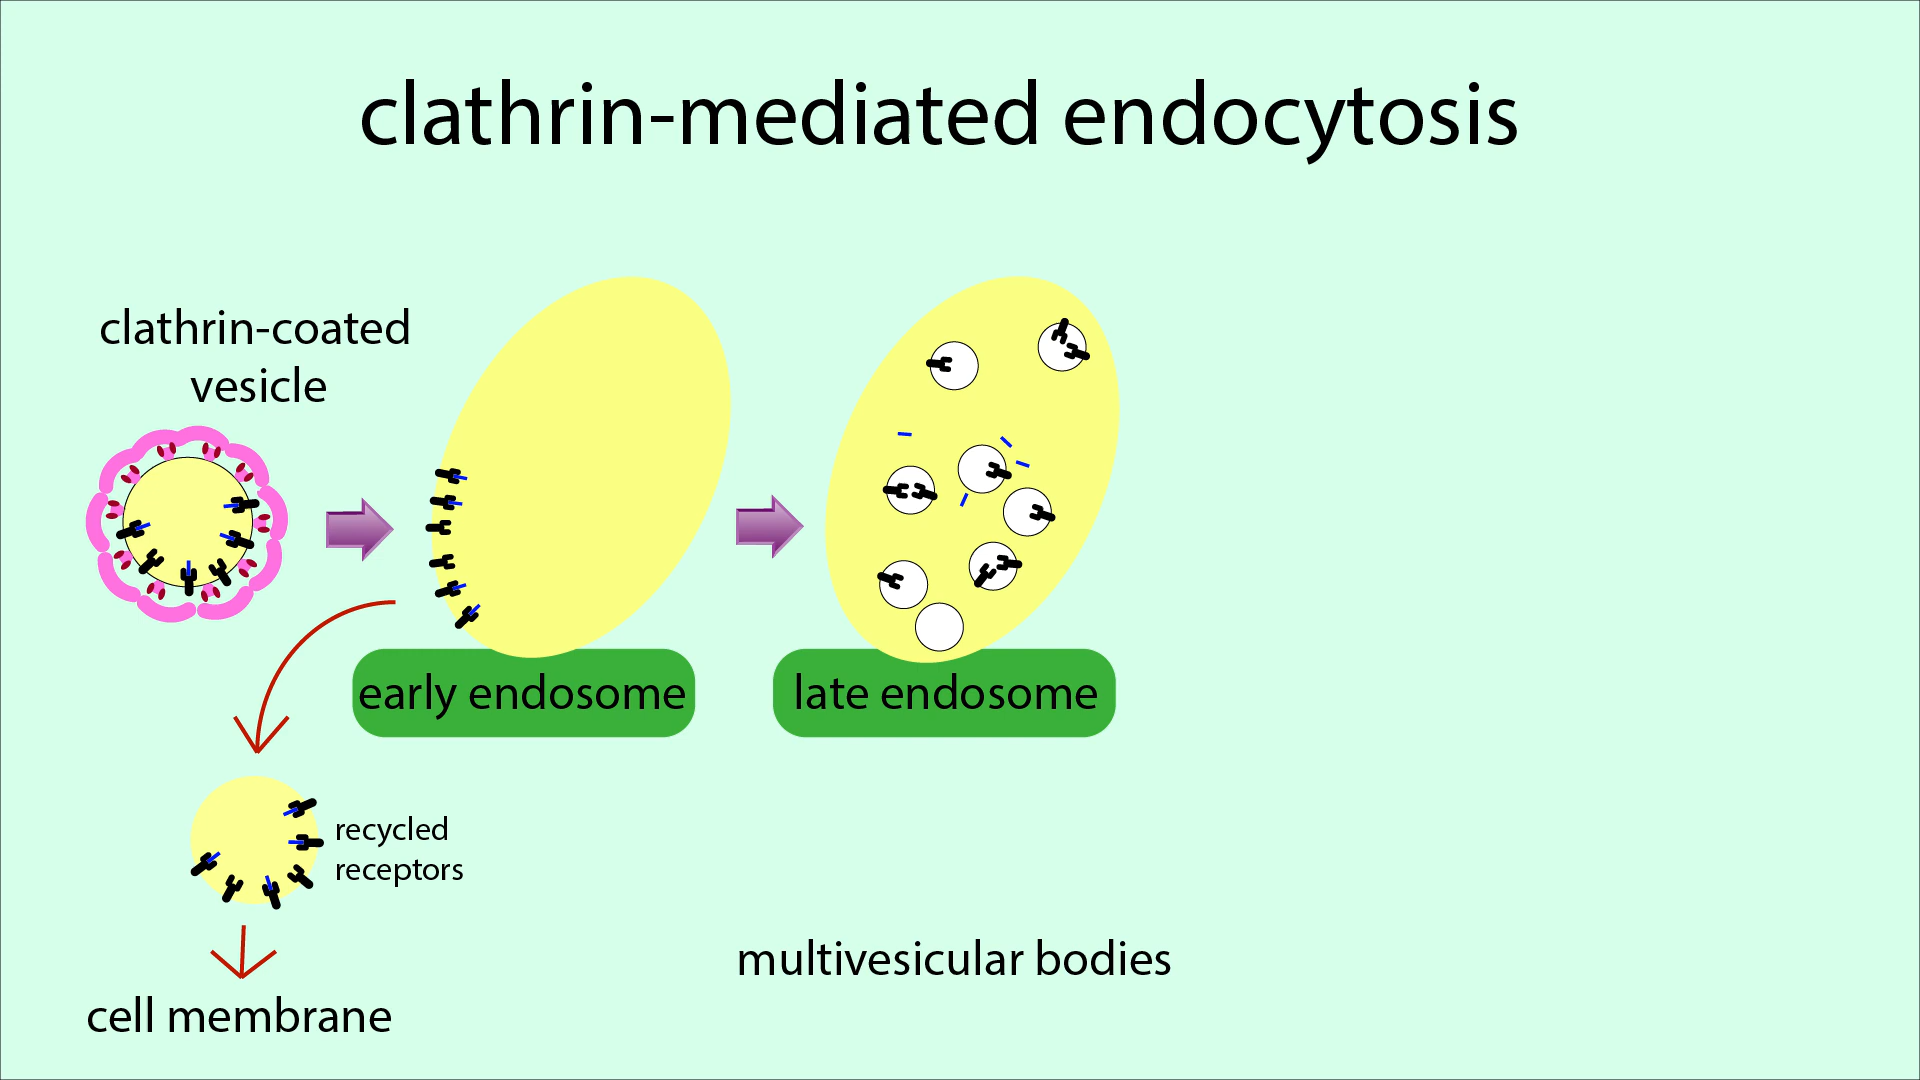 clathrin-mediated endocytosis
clathrin-coated
vesicle
early endosome
late endosome
recycled
receptors
multivesicular bodies
cell membrane